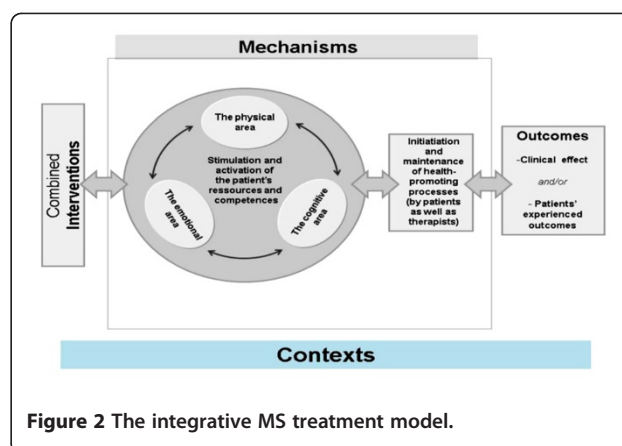 Mechanisms
Combined
Interventions
The physical
area
Stimulation and
activation of
the patient's
ressources and
competences
The emotional
area
The cognitive
area
Initiatiation
and
maintenance
of health-
promoting
processes
(by patients
as well as
therapists)
Outcomes
-Clinical effect
and/or
- Patients'
experienced
outcomes
Contexts
Figure 2 The integrative MS treatment model.